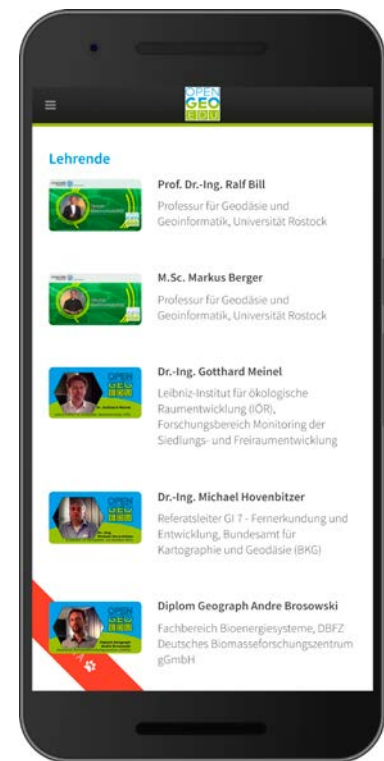 OPEN
GEO
EDU
Lehrende
Prof. Dr.-Ing. Ralf Bill
Professur für Geodäsie und
Geoinformatik, Universität Rostock
M.Sc. Markus Berger
Professur für Geodäsie und
Geoinformatik, Universität Rostock
Dr.-Ing. Gotthard Meinel
Leibniz-Institut für ökologische
Raumentwicklung (IÖR),
Forschungsbereich Monitoring der
Siedlungs- und Freiraumentwicklung
Dr.-Ing. Michael Hovenbitzer
Referatsleiter GI 7 - Fernerkundung und
Entwicklung, Bundesamt für
Kartographie und Geodäsie (BKG)
Diplom Geograph Andre Brosowski
Fachbereich Bioenergiesysteme, DBFZ
Deutsches Biomasseforschungszentrum
gGmbH